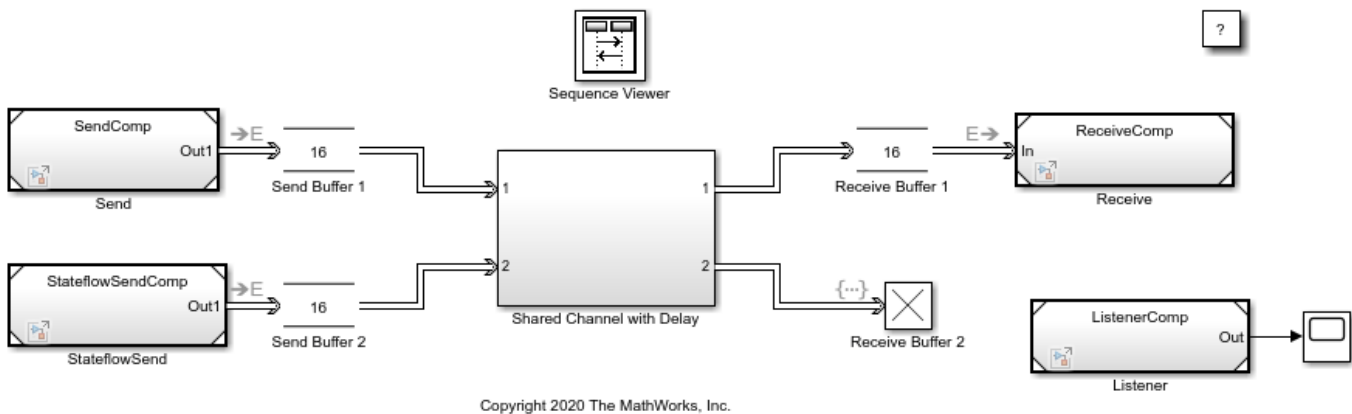 ?
Sequence Viewer
SendComp
Out1
Send
→E
16
Send Buffer 1
1
1
2
2
Shared Channel with Delay
16
Receive Buffer 1
E→
ReceiveComp
In
Receive
StateflowSendComp
Out1
StateflowSend
→E
16
Send Buffer 2
{...}
Receive Buffer 2
ListenerComp
Out
Listener
Copyright 2020 The MathWorks, Inc.